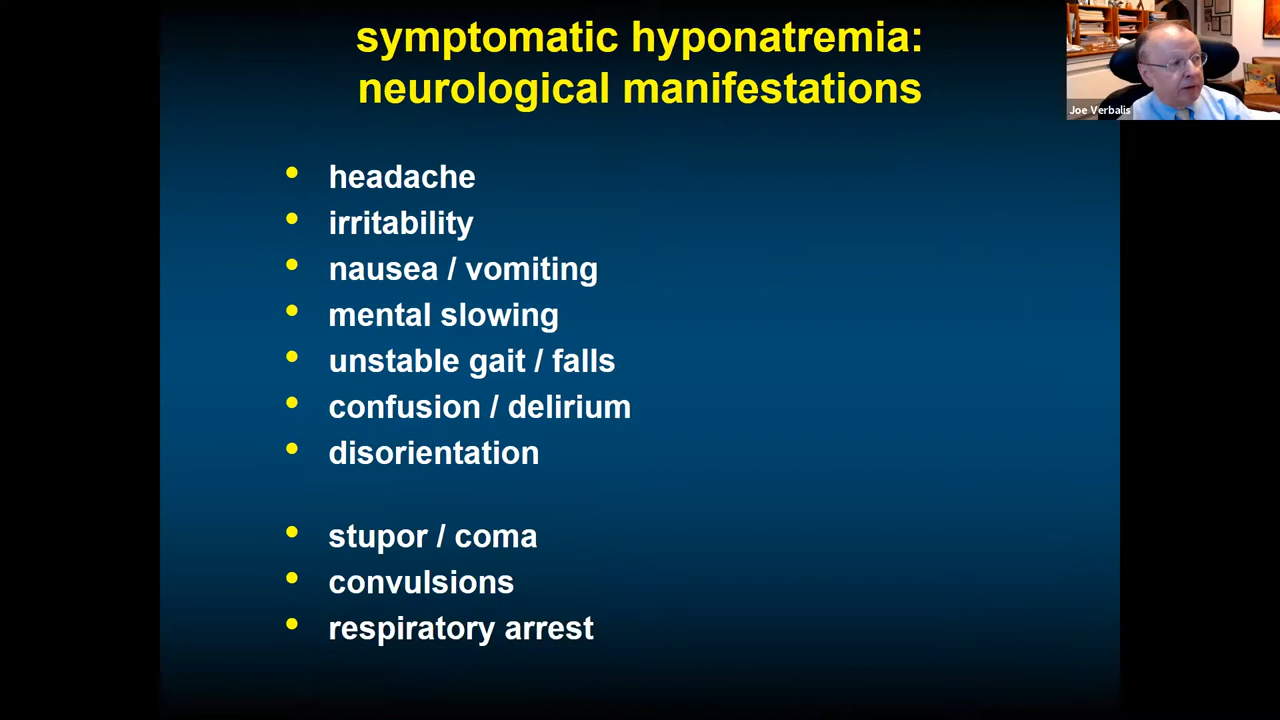 symptomatic hyponatremia:
neurological manifestations
Joe Verbalis
• headache
• irritability
• nausea / vomiting
• mental slowing
• unstable gait / falls
• confusion / delirium
• disorientation
• stupor / coma
• convulsions
• respiratory arrest